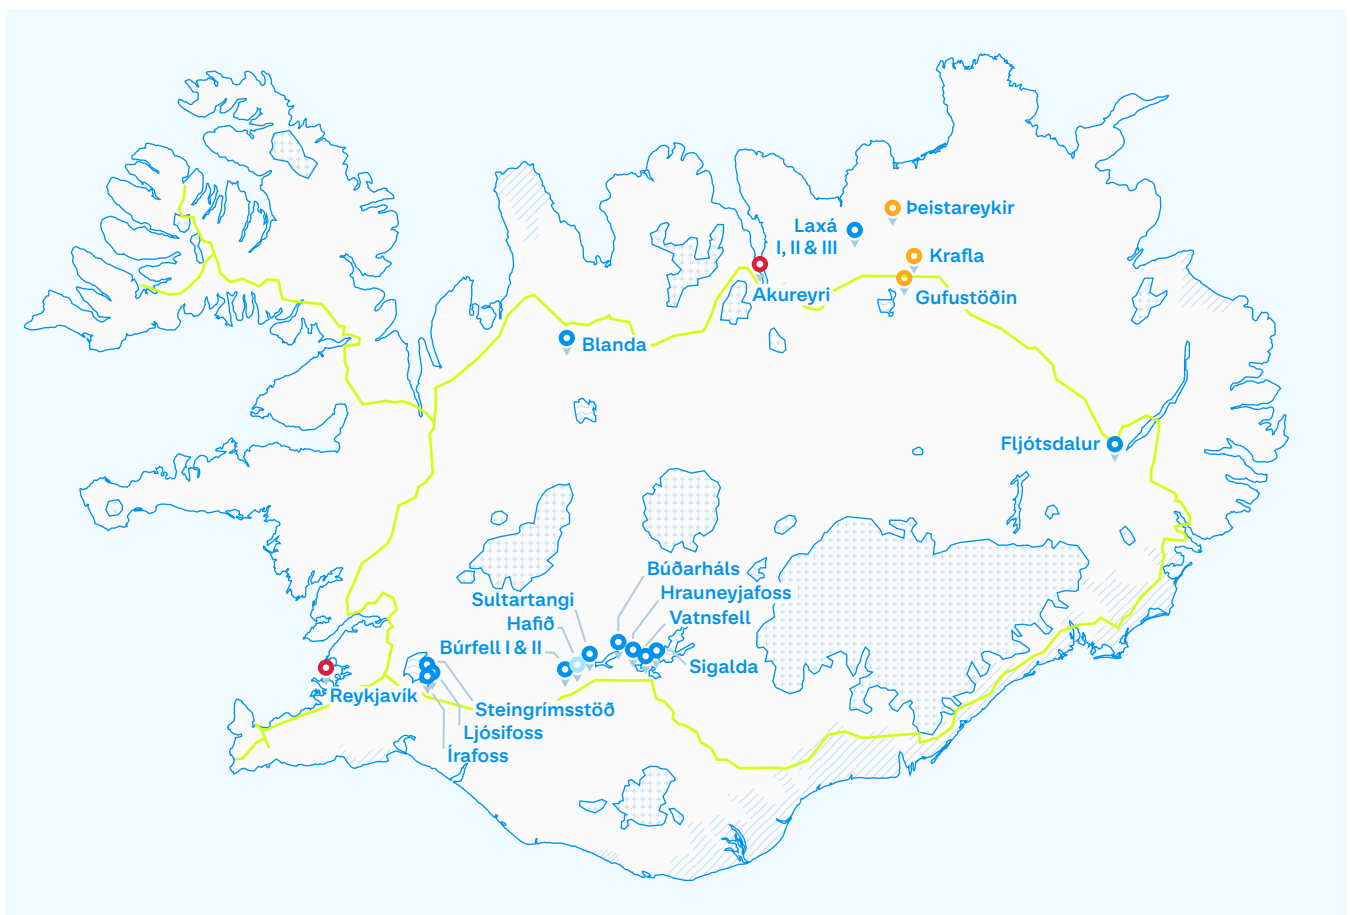 Þeistareykir
Laxá
I, II & III
Krafla
Akureyri
Gufustöðin
Blanda
Fljótsdalur
Búðarháls
Hrauneyjafoss
Sultartangi
Vatnsfell
Hafið
Búrfell I & II
Sigalda
Reykjavík
Steingrímsstöð
Ljósifoss
Írafoss